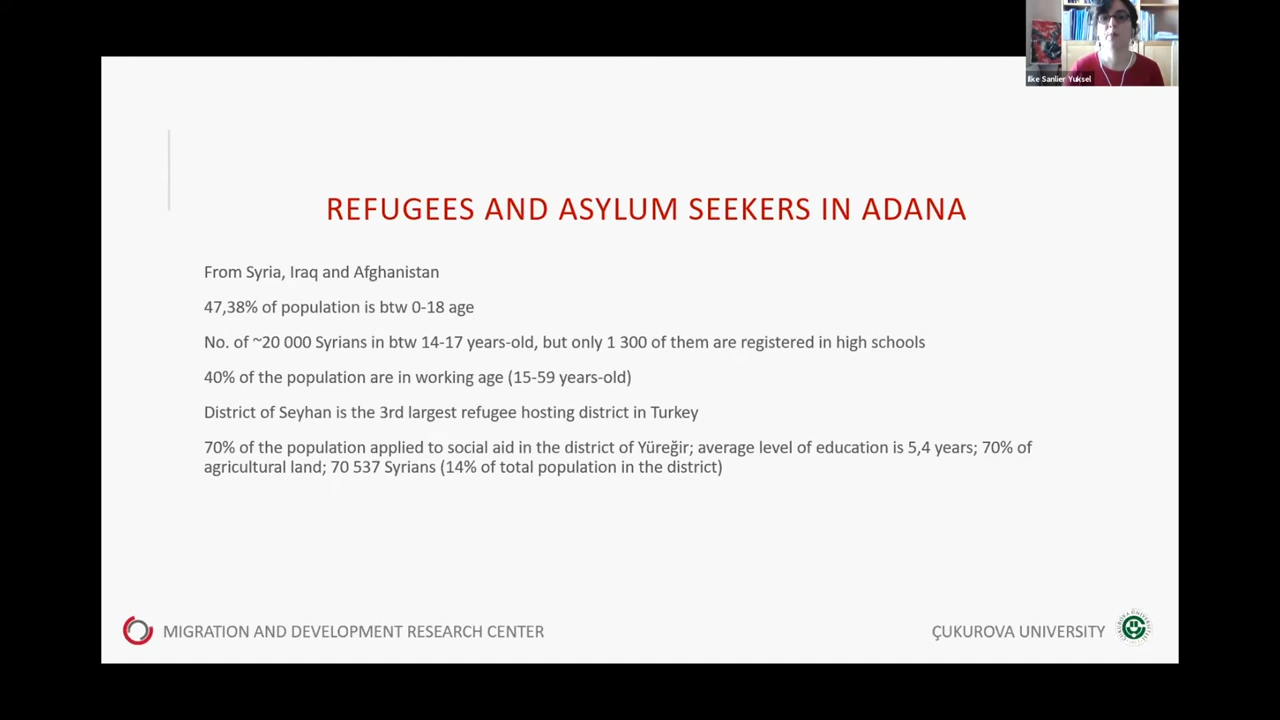 Ilke Sanlier Yuksel
REFUGEES AND ASYLUM SEEKERS IN ADANA
From Syria, Iraq and Afghanistan
47,38% of population is btw 0-18 age
No. of ~20 000 Syrians in btw 14-17 years-old, but only 1 300 of them are registered in high schools
40% of the population are in working age (15-59 years-old)
District of Seyhan is the 3rd largest refugee hosting district in Turkey
70% of the population applied to social aid in the district of Yüreğir; average level of education is 5,4 years; 70% of
agricultural land; 70 537 Syrians (14% of total population in the district)
MIGRATION AND DEVELOPMENT RESEARCH CENTER
ÇUKUROVA UNIVERSITY